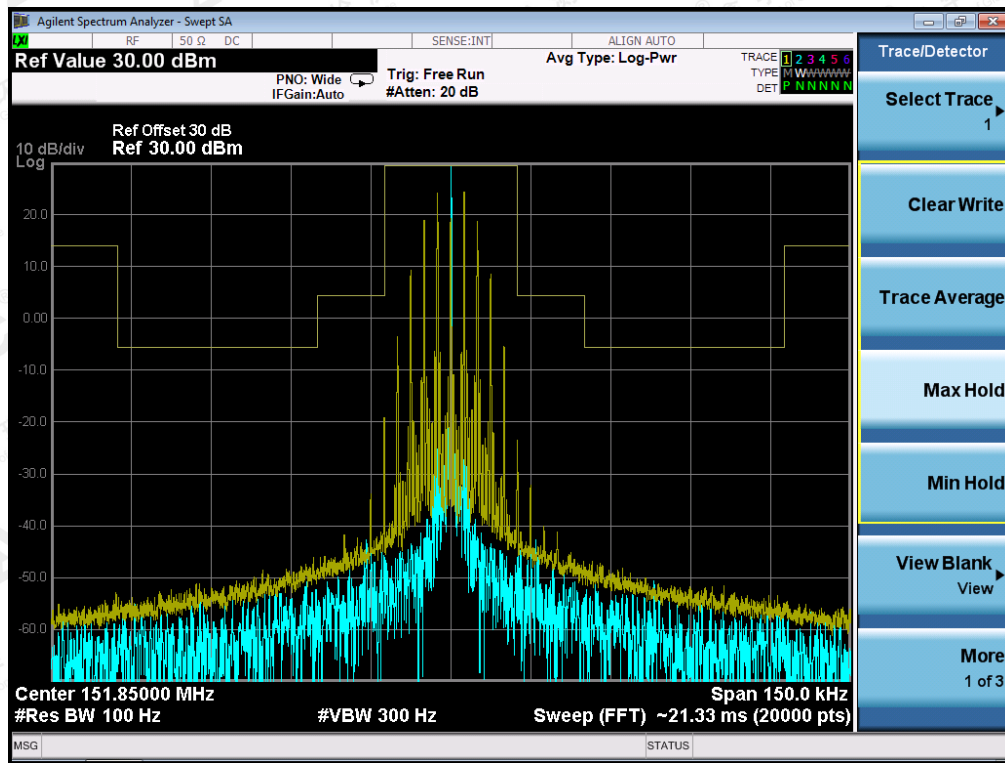 Agilent Spectrum Analyzer - Swept SA
LXI RF 50 Ω DC SENSE:INT ALIGN AUTO
Ref Value 30.00 dBm
PNO: Wide
IFGain:Auto
Trig: Free Run
#Atten: 20 dB
Avg Type: Log-Pwr
TRACE 1 2 3 4 5 6
TYPE M W W W W W
DET P N N N N N
Ref Offset 30 dB
10 dB/div Ref 30.00 dBm
Log
20.0
10.0
0.00
-10.0
-20.0
-30.0
-40.0
-50.0
-60.0
Center 151.85000 MHz Span 150.0 kHz
#Res BW 100 Hz #VBW 300 Hz Sweep (FFT) ~21.33 ms (20000 pts)
MSG STATUS
Trace/Detector
Select Trace
1
Clear Write
Trace Average
Max Hold
Min Hold
View Blank
View
More
1 of 3